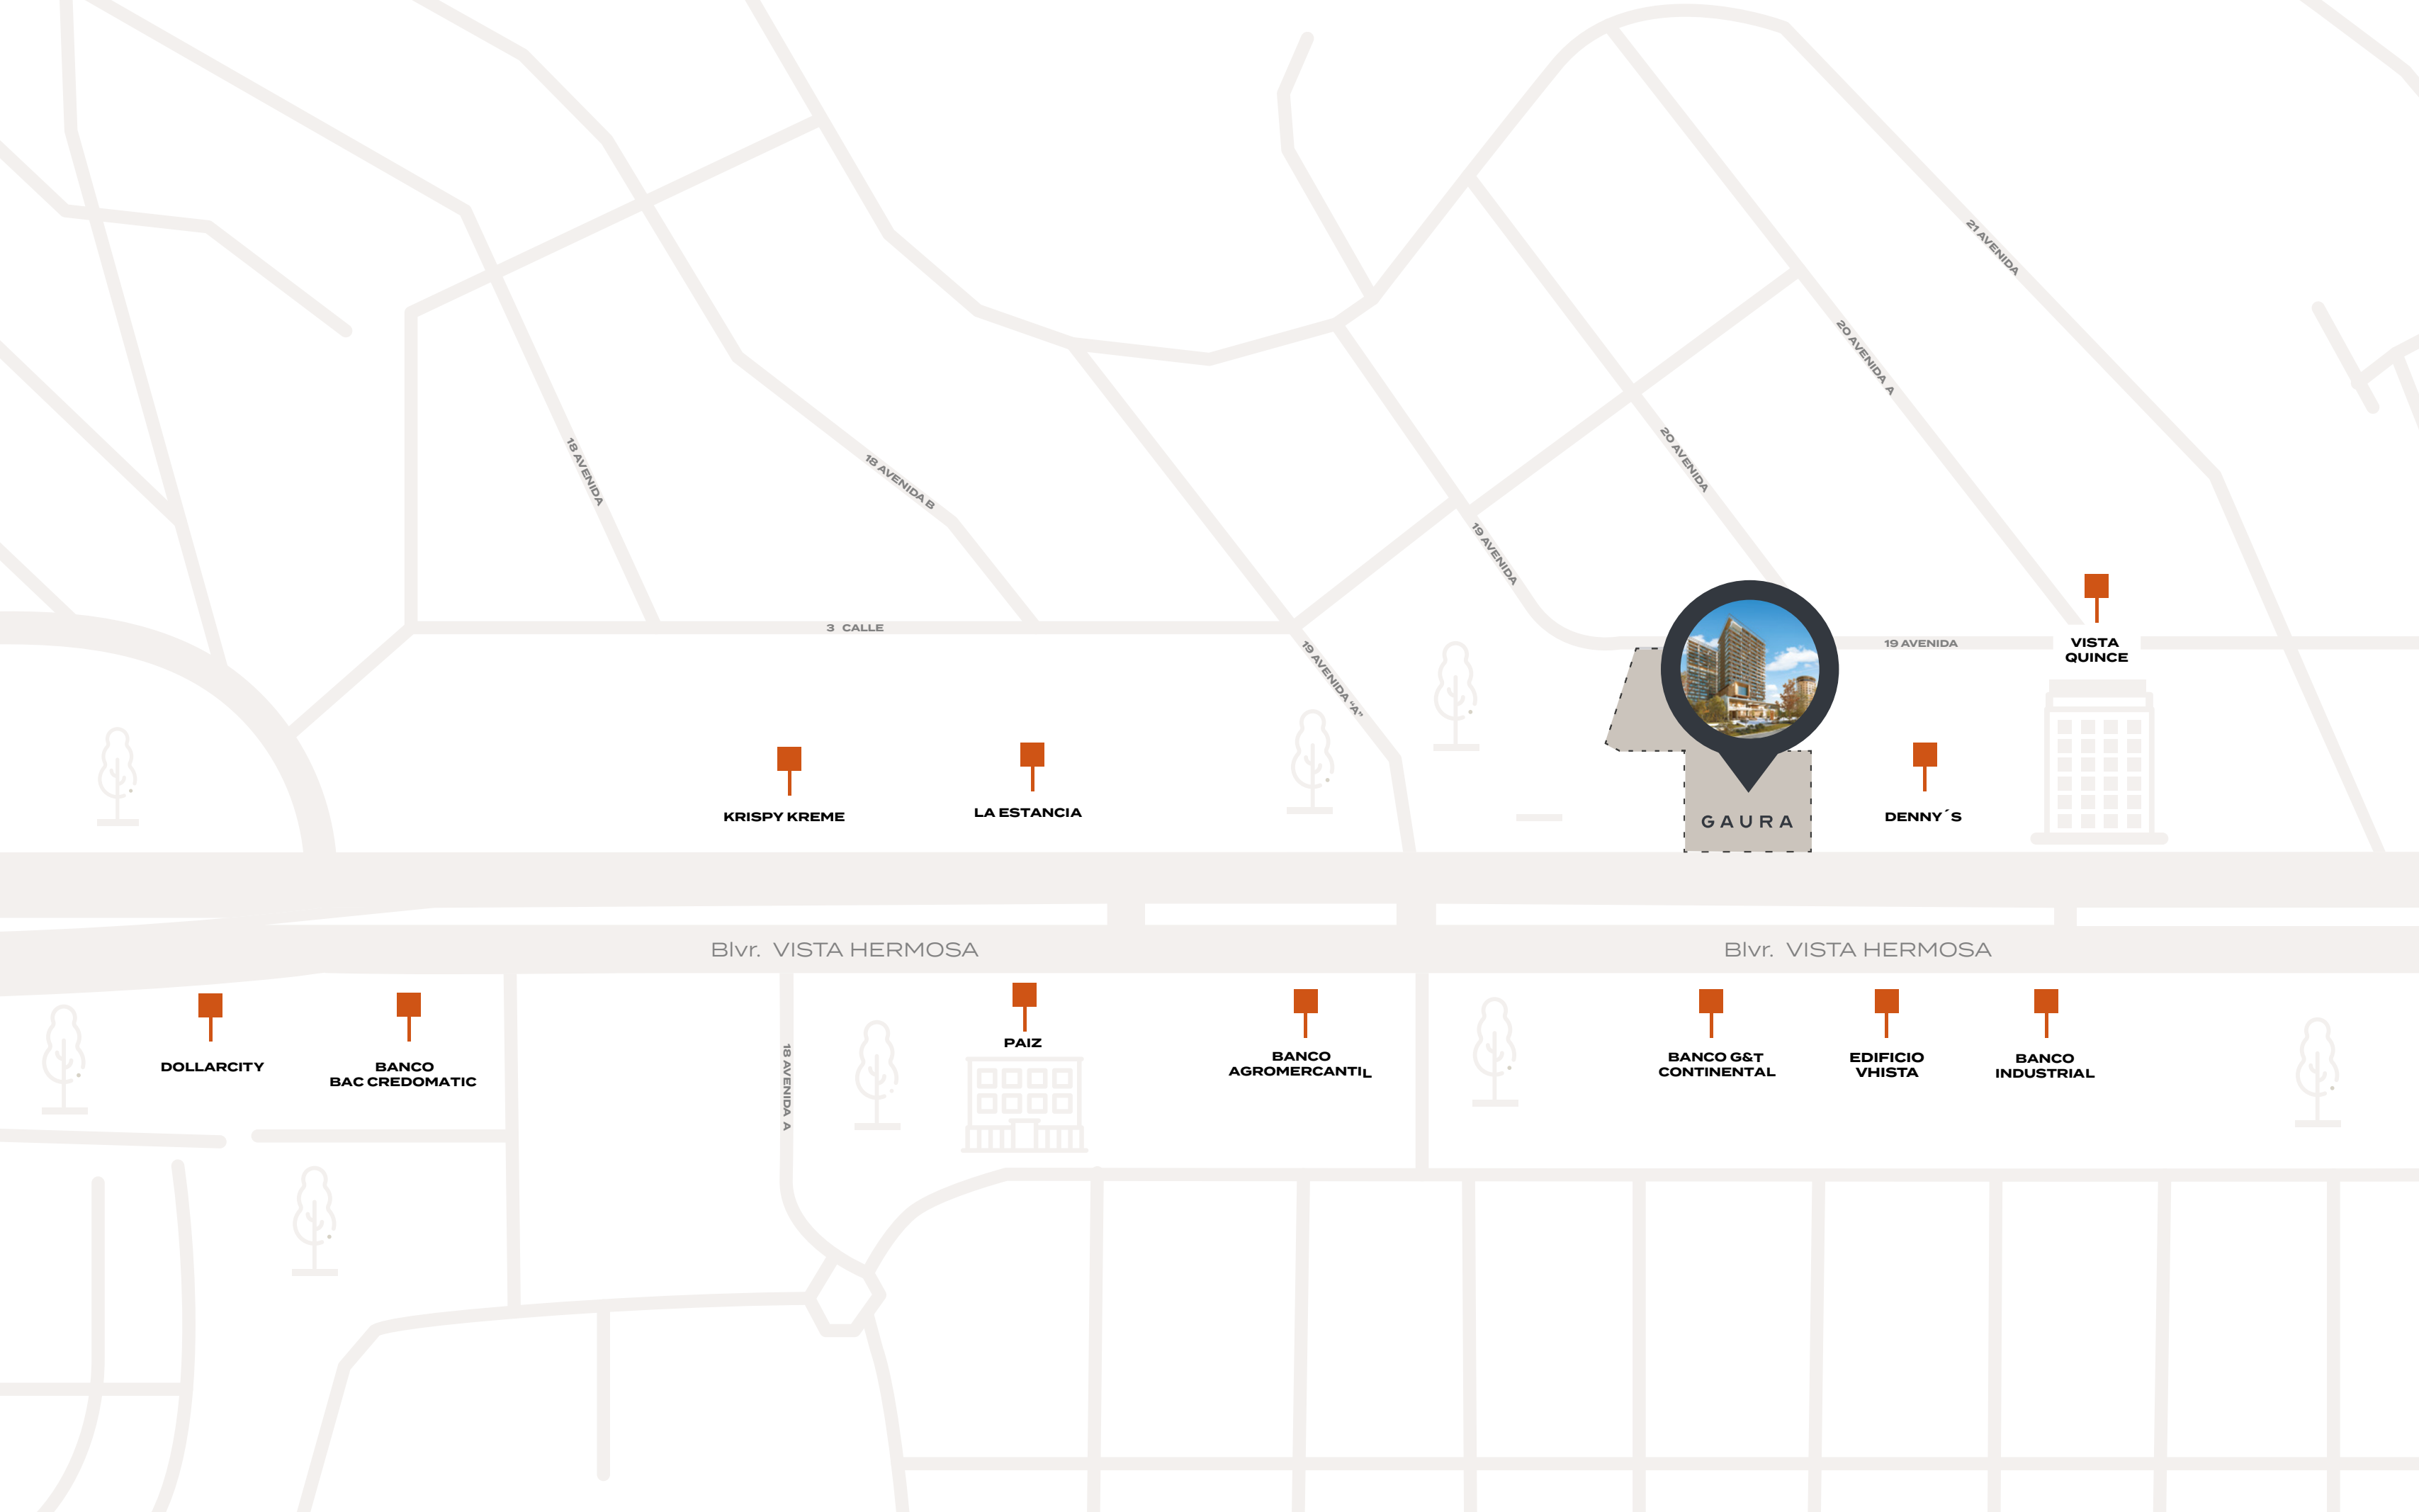 21 AVENIDA
20 AVENIDA A
20 AVENIDA
18 AVENIDA
18 AVENIDA B
19 AVENIDA
3 CALLE
19 AVENIDA "A"
19 AVENIDA
VISTA
QUINCE
KRISPY KREME
LA ESTANCIA
GAURA
DENNY´S
Blvr. VISTA HERMOSA
Blvr. VISTA HERMOSA
DOLLARCITY
BANCO
BAC CREDOMATIC
18 AVENIDA A
PAIZ
BANCO
AGROMERCANTIL
BANCO G&T
CONTINENTAL
EDIFICIO
VHISTA
BANCO
INDUSTRIAL